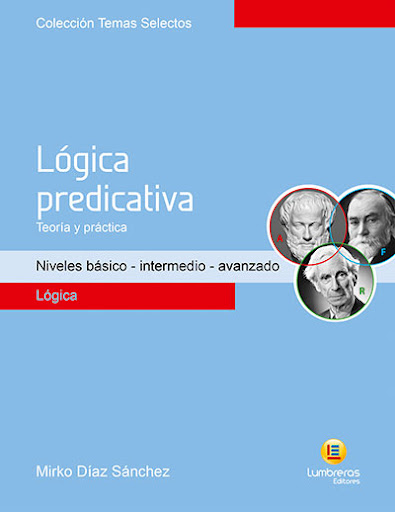 Colección Temas Selectos
Lógica
predicativa
Teoría y práctica
A
F
Niveles básico - intermedio - avanzado
R
Lógica
Mirko Díaz Sánchez
Lumbreras
Editores